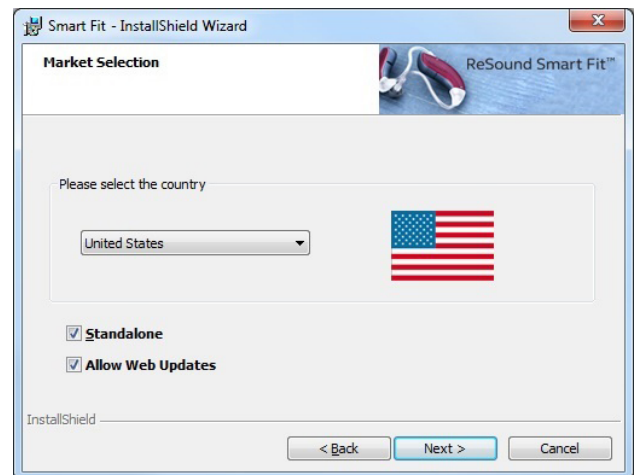 Smart Fit - InstallShield Wizard
Market Selection
ReSound Smart Fit™
Please select the country
United States
Standalone
Allow Web Updates
InstallShield
< Back
Next >
Cancel